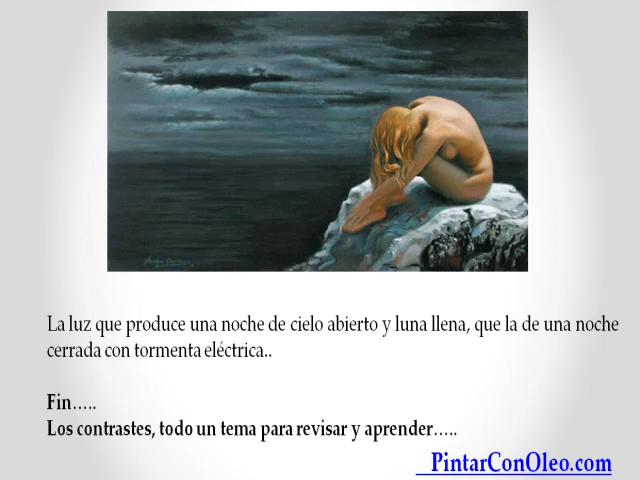 La luz que produce una noche de cielo abierto y luna llena, que la de una noche
cerrada con tormenta eléctrica..
Fin.....
Los contrastes, todo un tema para revisar y aprender.....
PintarConOleo.com